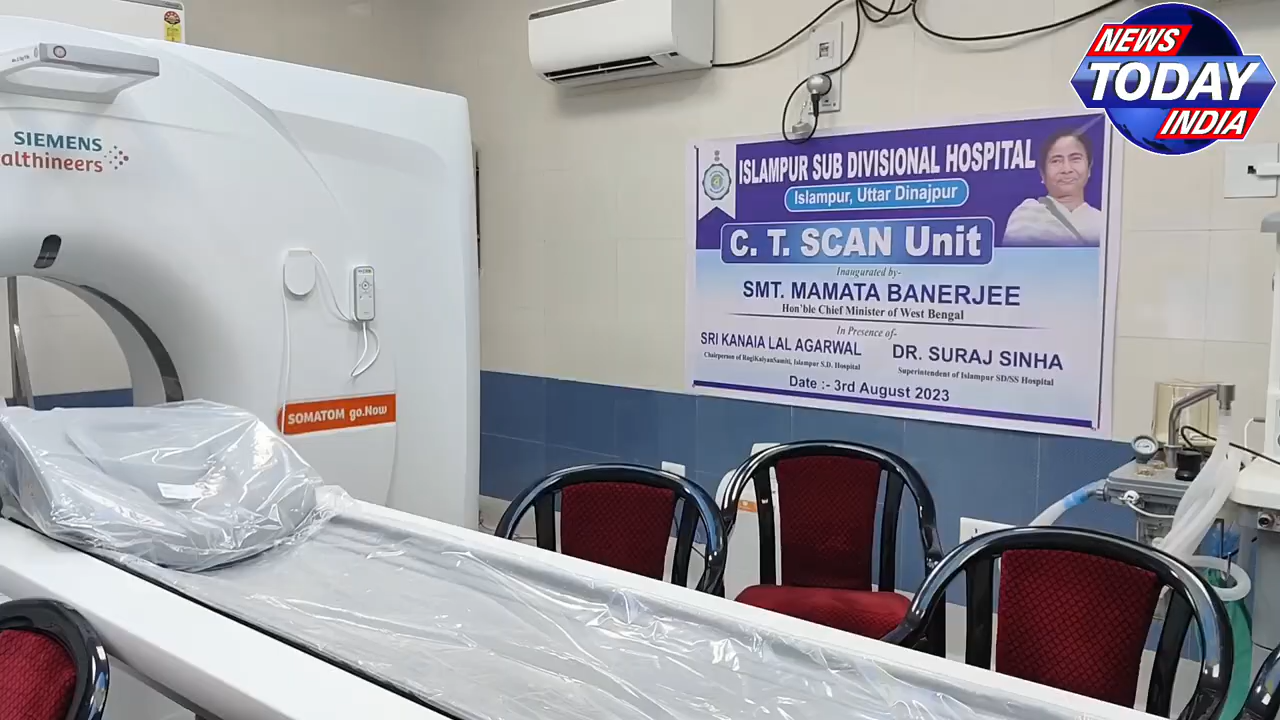 NEWS
TODAY
INDIA
SIEMENS
althineers
SOMATOM go.Now
ISLAMPUR SUB DIVISIONAL HOSPITAL
Islampur, Uttar Dinajpur
C. T. SCAN Unit
Inaugurated by-
SMT. MAMATA BANERJEE
Hon'ble Chief Minister of West Bengal
In Presence of-
SRI KANAIA LAL AGARWAL
Chairperson of RogiKalyanSamiti, Islampur S.D. Hospital
DR. SURAJ SINHA
Superintendent of Islampur SD/SS Hospital
Date :- 3rd August 2023